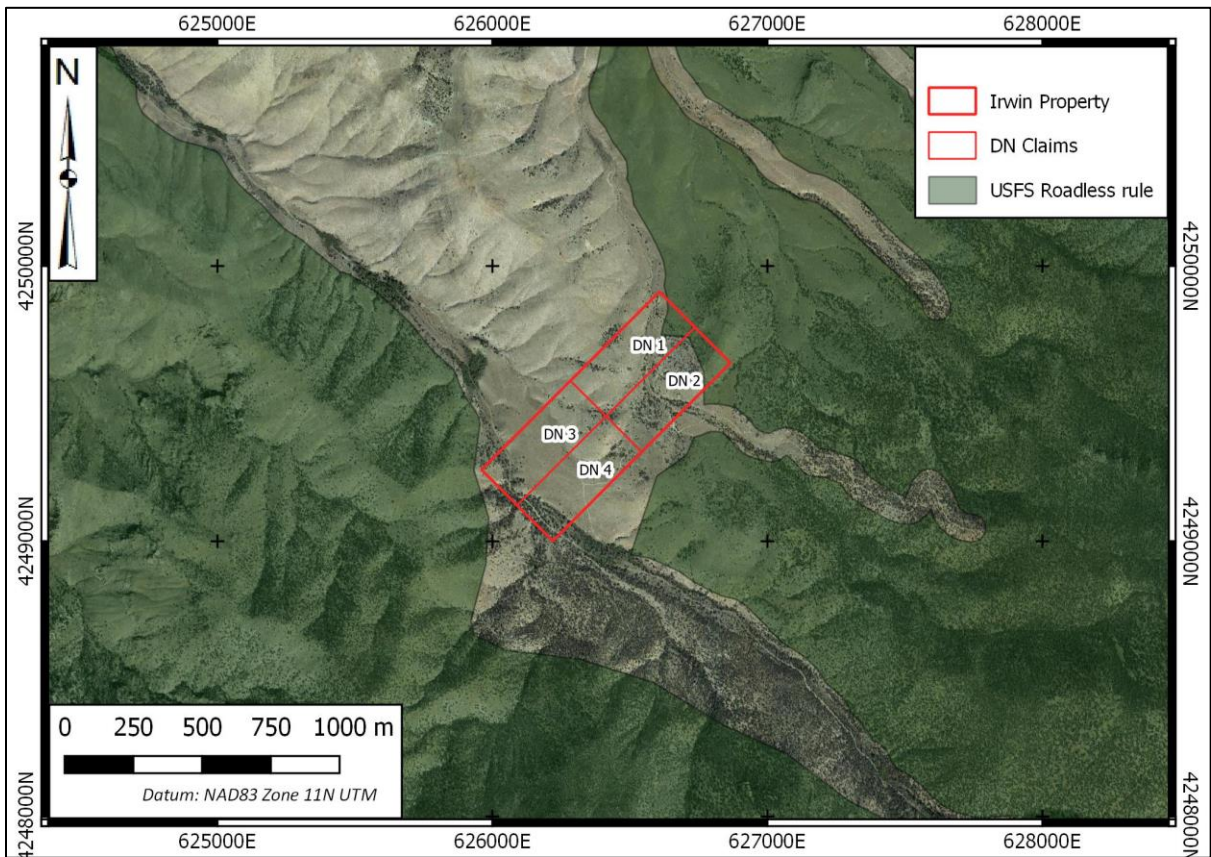 625000E 626000E 627000E 628000E
N
Irwin Property
DN Claims
USFS Roadless rule
4250000N 4250000N
DN 1
DN 2
DN 3
DN 4
4249000N 4249000N
0 250 500 750 1000 m
Datum: NAD83 Zone 11N UTM
4248000N 4248000N
625000E 626000E 627000E 628000E